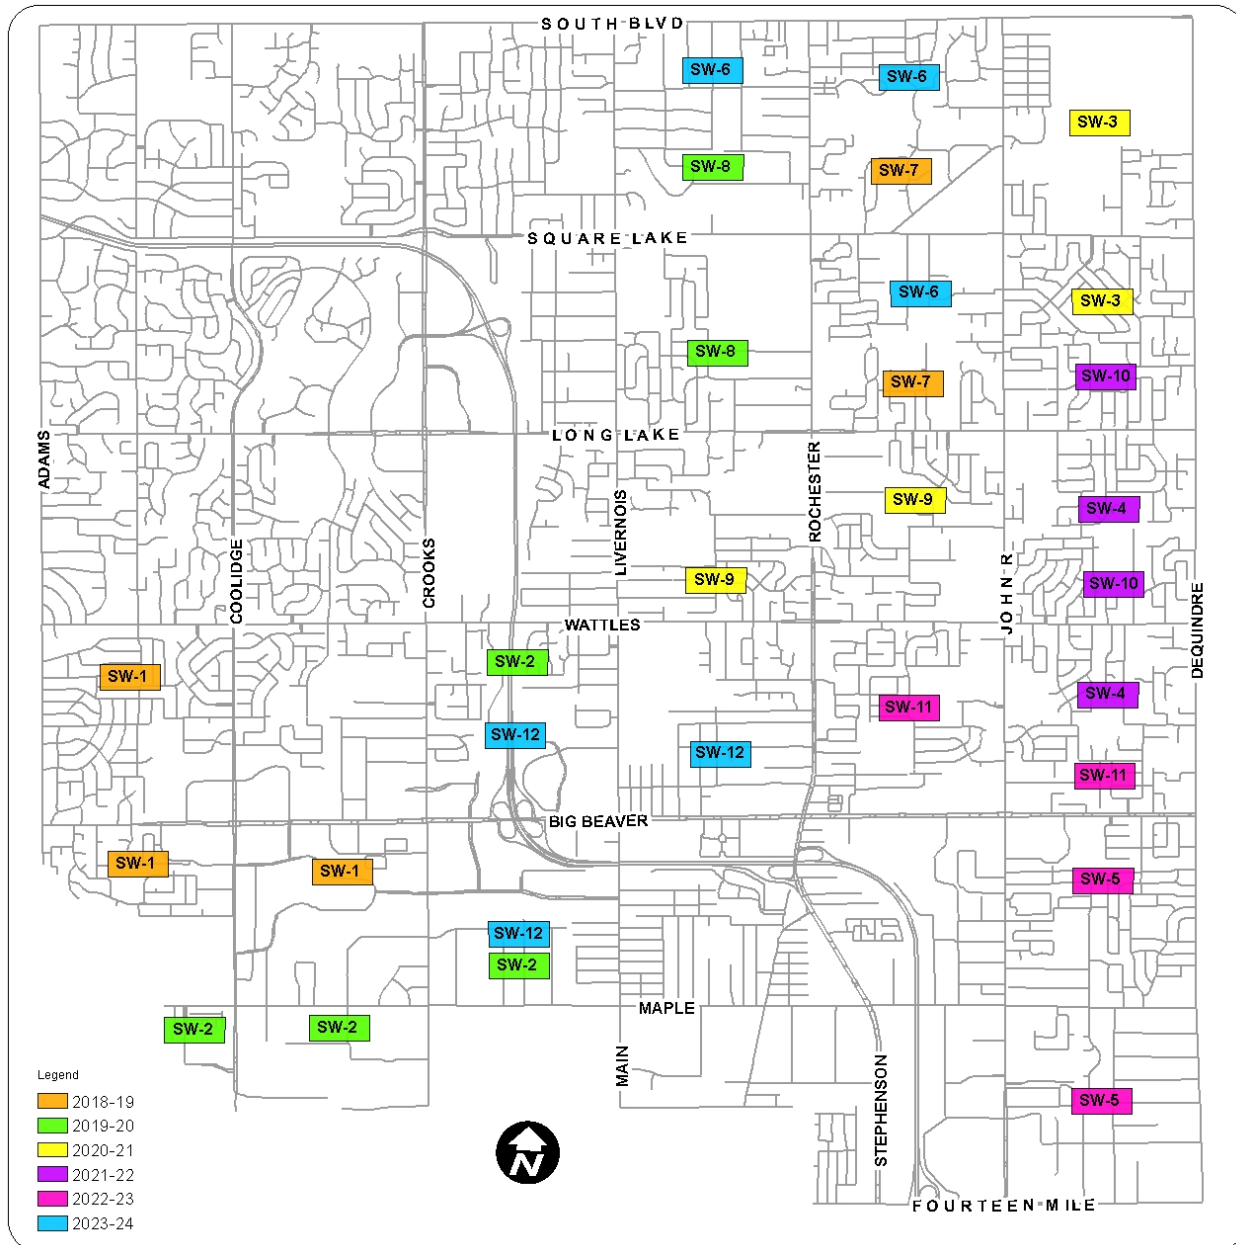 SOUTH BLVD
SW-6
SW-6
SW-3
SW-8
SW-7
SQUARE LAKE
SW-6
SW-3
SW-8
SW-10
SW-7
LONG LAKE
ADAMS
ROCHESTER
LIVERNOIS
SW-9
SW-4
COOLIDGE
CROOKS
JOHN R
SW-9
SW-10
DEQUINDRE
WATTLES
SW-2
SW-1
SW-4
SW-11
SW-12
SW-12
SW-11
BIG BEAVER
SW-1
SW-1
SW-5
SW-12
SW-2
MAPLE
SW-2
SW-2
MAIN
STEPHENSON
SW-5
Legend
2018-19
2019-20
2020-21
2021-22
2022-23
2023-24
N
FOURTEEN MILE